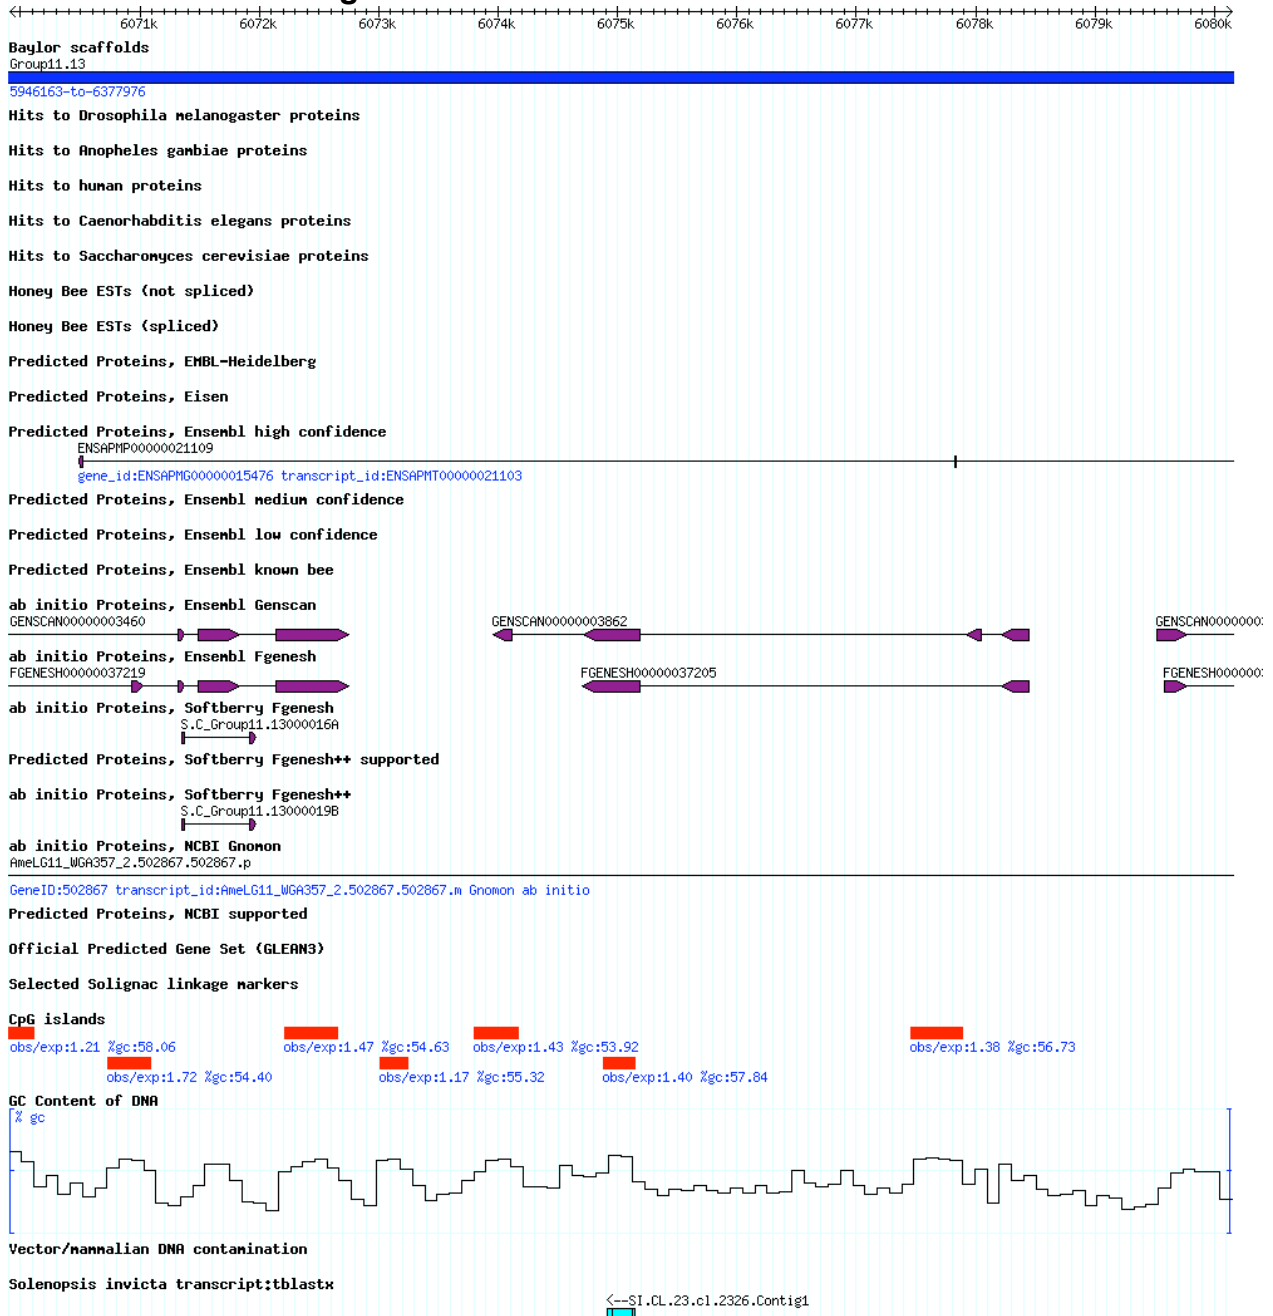 6071k 6072k 6073k 6074k 6075k 6076k 6077k 6078k 6079k 6080k
Baylor scaffolds
Group11.13
5946163-to-6377976
Hits to Drosophila melanogaster proteins
Hits to Anopheles gambiae proteins
Hits to human proteins
Hits to Caenorhabditis elegans proteins
Hits to Saccharomyces cerevisiae proteins
Honey Bee ESTs (not spliced)
Honey Bee ESTs (spliced)
Predicted Proteins, EMBL-Heidelberg
Predicted Proteins, Eisen
Predicted Proteins, Ensembl high confidence
ENSAPMP00000021109
gene_id:ENSAPMG00000015476 transcript_id:ENSAPMT00000021103
Predicted Proteins, Ensembl medium confidence
Predicted Proteins, Ensembl low confidence
Predicted Proteins, Ensembl known bee
ab initio Proteins, Ensembl Genscan
GENSCAN00000003460 GENSCAN00000003862 GENSCAN00000003
ab initio Proteins, Ensembl Fgenesh
FGENESH00000037219 FGENESH00000037205 FGENESH000000
ab initio Proteins, Softberry Fgenesh
S.C_Group11.13000016A
Predicted Proteins, Softberry Fgenesh++ supported
ab initio Proteins, Softberry Fgenesh++
S.C_Group11.13000019B
ab initio Proteins, NCBI Gnomon
AmeLG11_WGA357_2.502867.502867.p
GeneID:502867 transcript_id:AmeLG11_WGA357_2.502867.502867.m Gnomon ab initio
Predicted Proteins, NCBI supported
Official Predicted Gene Set (GLEAN3)
Selected Solignac linkage markers
CpG islands
obs/exp:1.21 %gc:58.06 obs/exp:1.47 %gc:54.63 obs/exp:1.43 %gc:53.92 obs/exp:1.38 %gc:56.73
obs/exp:1.72 %gc:54.40 obs/exp:1.17 %gc:55.32 obs/exp:1.40 %gc:57.84
GC Content of DNA
% gc
Vector/mammalian DNA contamination
Solenopsis invicta transcript:tblastx
<--SI.CL.23.cl.2326.Contig1